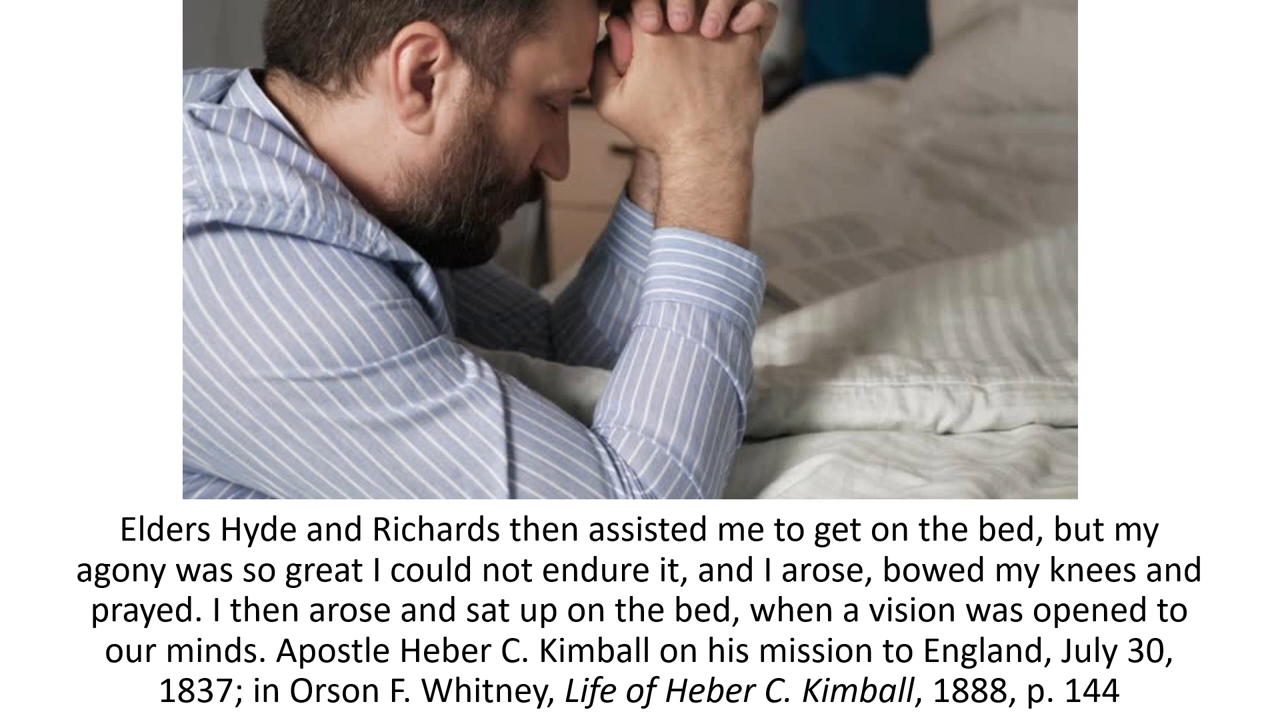 Elders Hyde and Richards then assisted me to get on the bed, but my
agony was so great I could not endure it, and I arose, bowed my knees and
prayed. I then arose and sat up on the bed, when a vision was opened to
our minds. Apostle Heber C. Kimball on his mission to England, July 30,
1837; in Orson F. Whitney, Life of Heber C. Kimball, 1888, p. 144